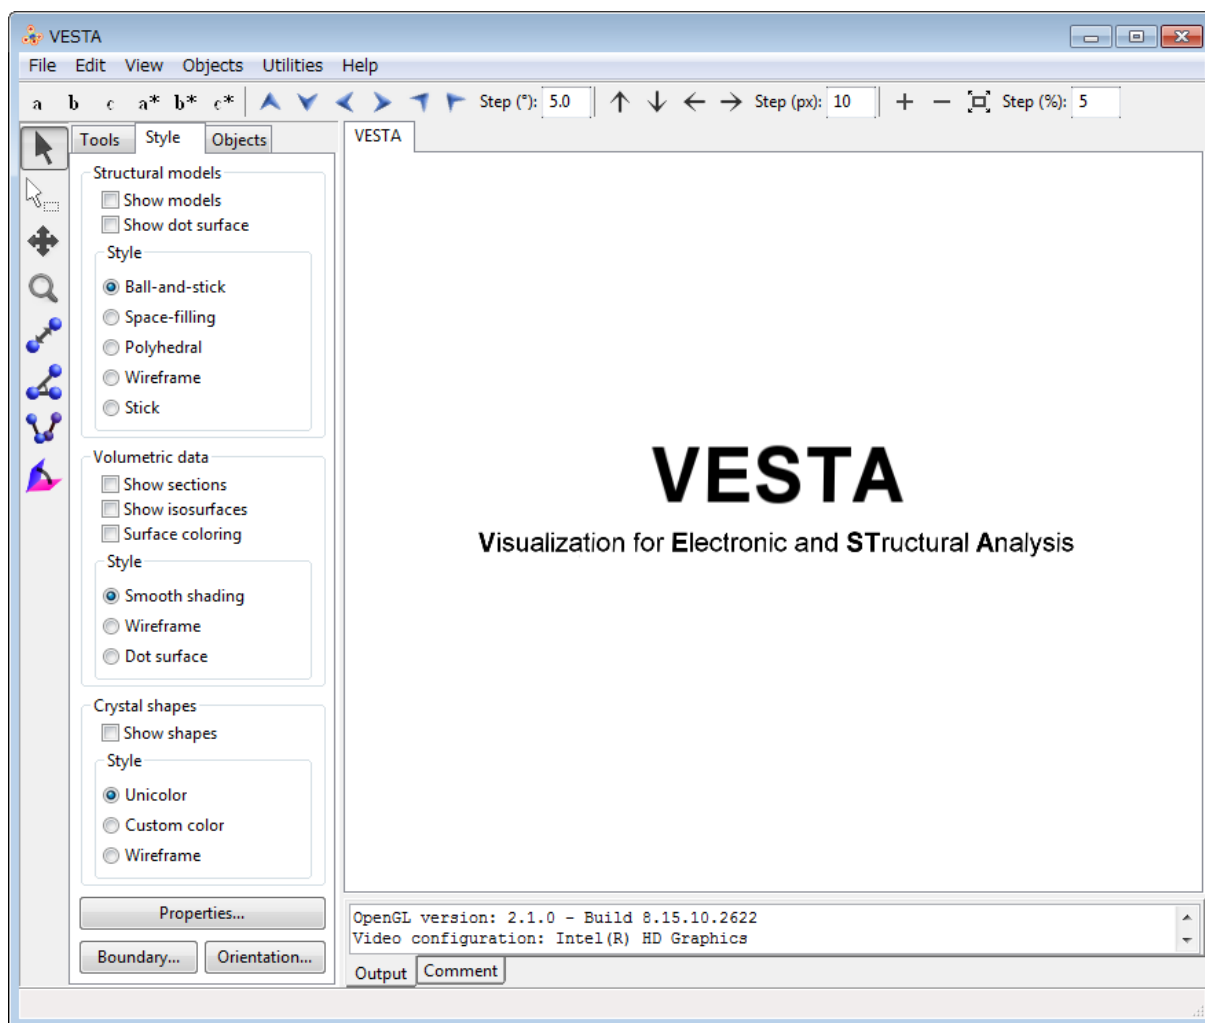 VESTA
File Edit View Objects Utilities Help
a b c a* b* c* Step (°): 5.0 Step (px): 10 Step (%): 5
Tools Style Objects
VESTA
Structural models
Show models
Show dot surface
Style
Ball-and-stick
Space-filling
Polyhedral
Wireframe
Stick
Volumetric data
Show sections
Show isosurfaces
Surface coloring
Style
Smooth shading
Wireframe
Dot surface
Crystal shapes
Show shapes
Style
Unicolor
Custom color
Wireframe
Properties...
Boundary... Orientation...
VESTA
Visualization for Electronic and STructural Analysis
OpenGL version: 2.1.0 - Build 8.15.10.2622
Video configuration: Intel(R) HD Graphics
Output Comment